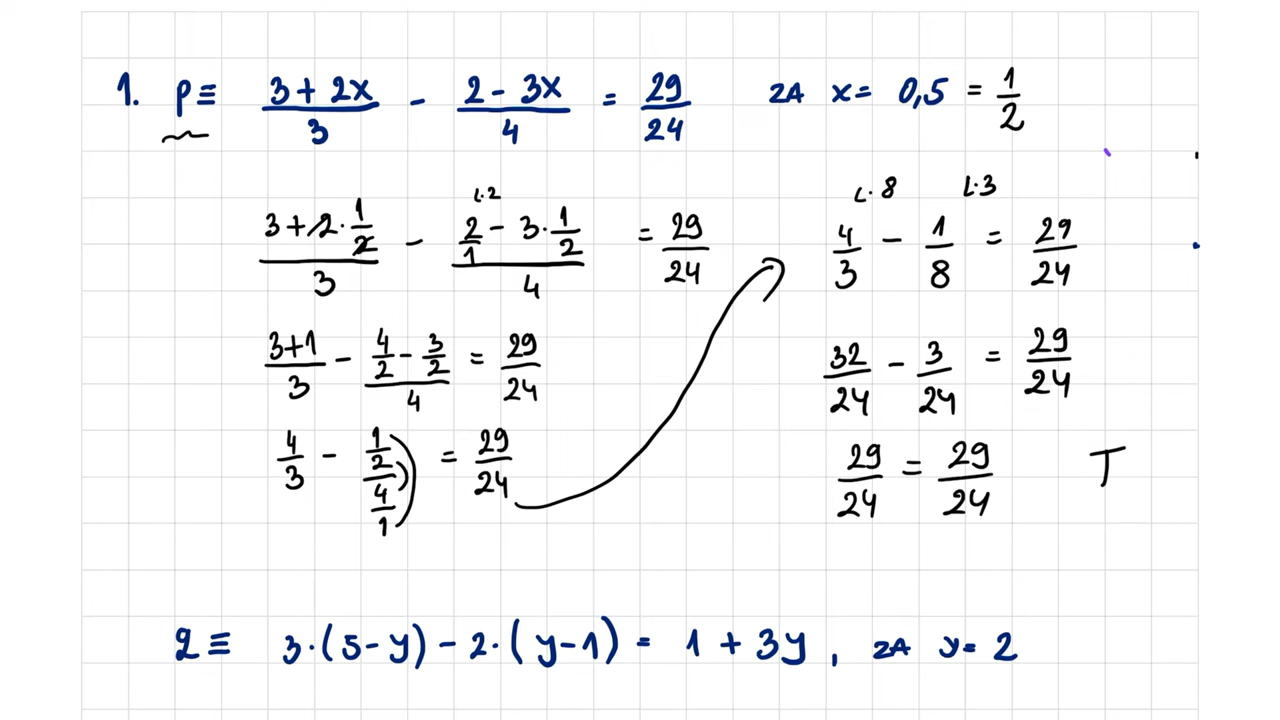 1. p≡ (3 + 2x)/3 - (2 - 3x)/4 = 29/24 ZA x = 0,5 = 1/2
(3 + 2·1/2)/3 - (2/1 - 3·1/2)/4 = 29/24
(3+1)/3 - (4/2 - 3/2)/4 = 29/24
4/3 - (1/2)/(4/1) = 29/24
4/3 - 1/8 = 29/24
32/24 - 3/24 = 29/24
29/24 = 29/24 T
q≡ 3·(5-y) - 2·(y-1) = 1 + 3y, ZA y = 2